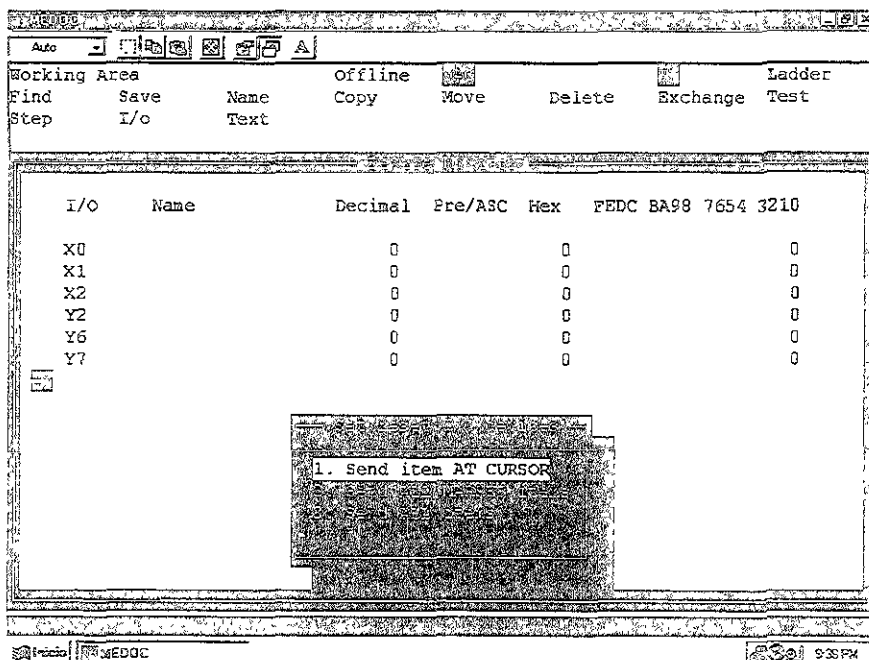 MEDOC
Auto
Working Area Offline Ladder
Find Save Name Copy Move Delete Exchange Test
Step I/o Text
I/O Name Decimal Pre/ASC Hex FEDC BA98 7654 3210
X0 0 0 0
X1 0 0 0
X2 0 0 0
Y2 0 0 0
Y6 0 0 0
Y7 0 0 0
1. Send item AT CURSOR
Inicio MEDOC